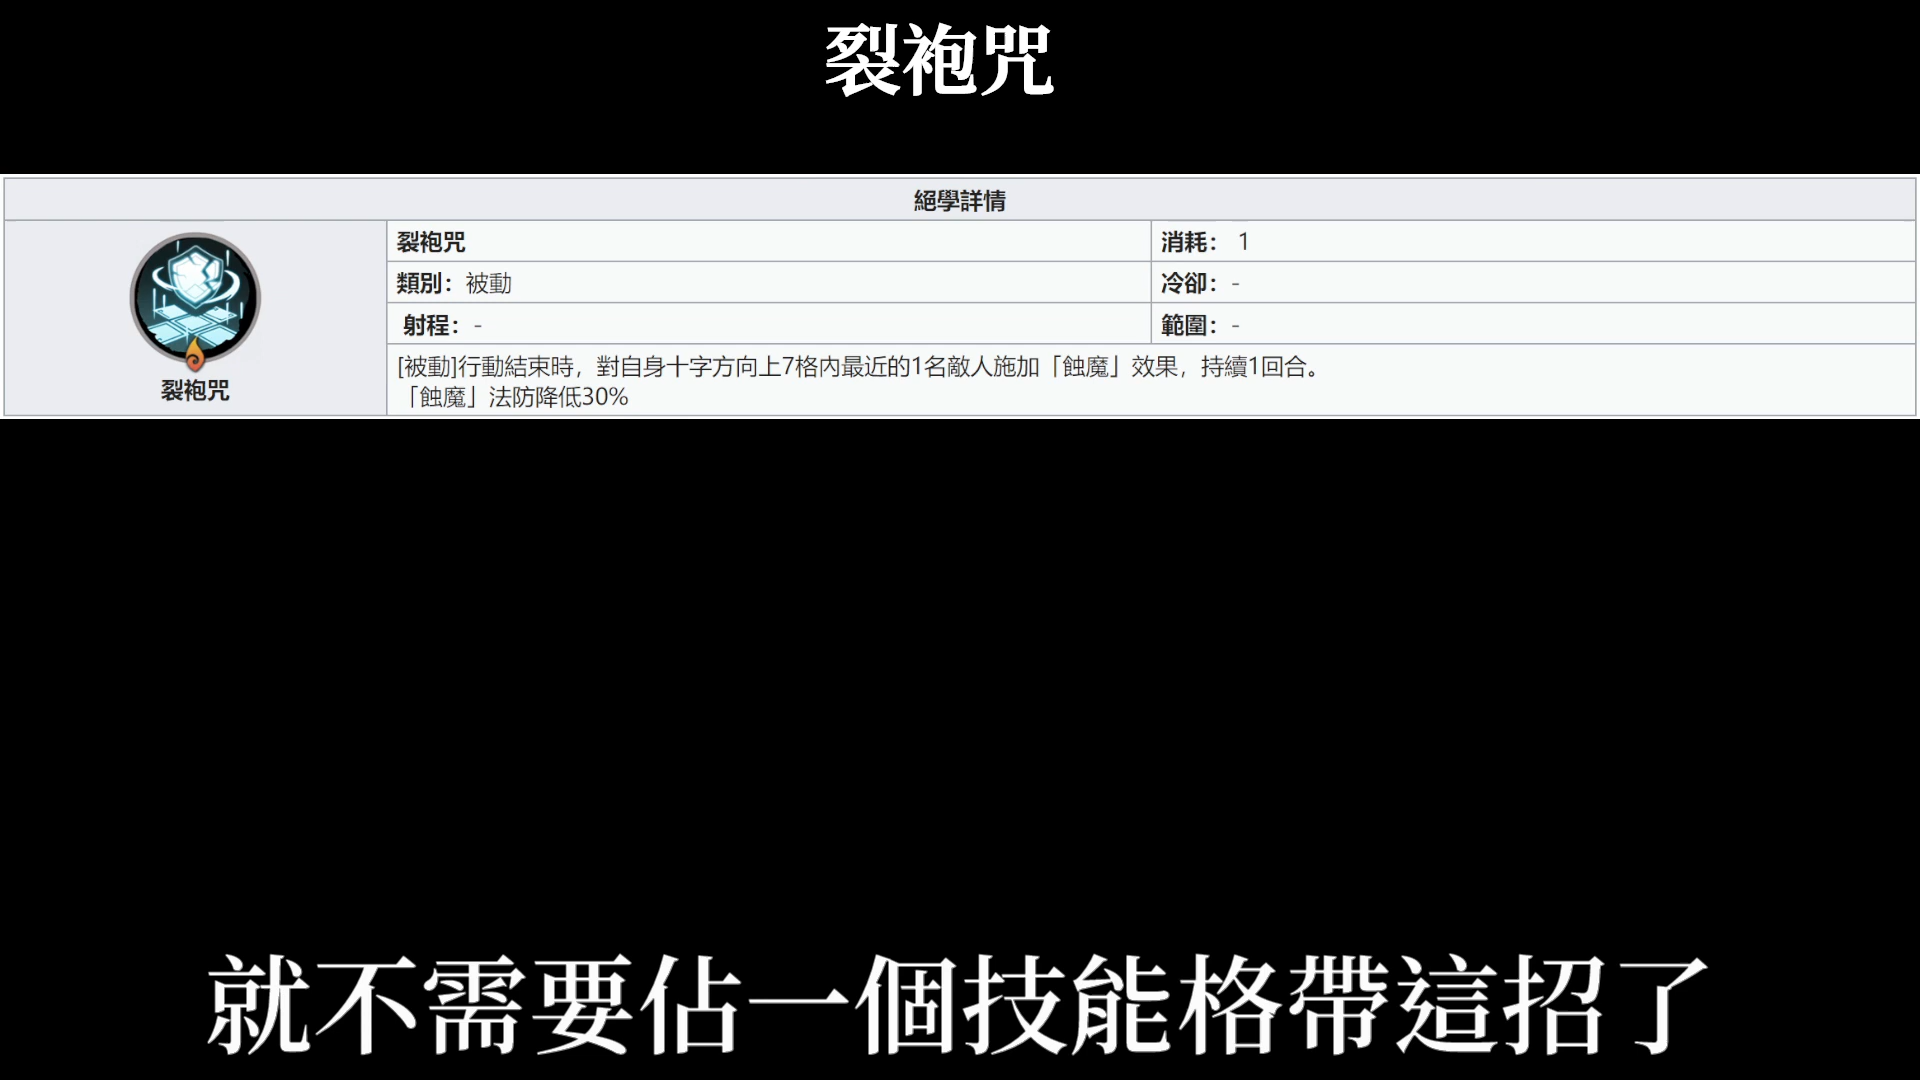 裂袍咒
絕學詳情
裂袍咒
消耗： 1
類別：被動
冷卻：-
射程：-
範圍：-
裂袍咒
[被動]行動結束時，對自身十字方向上7格內最近的1名敵人施加「蝕魔」效果，持續1回合。
「蝕魔」法防降低30%
就不需要佔一個技能格帶這招了